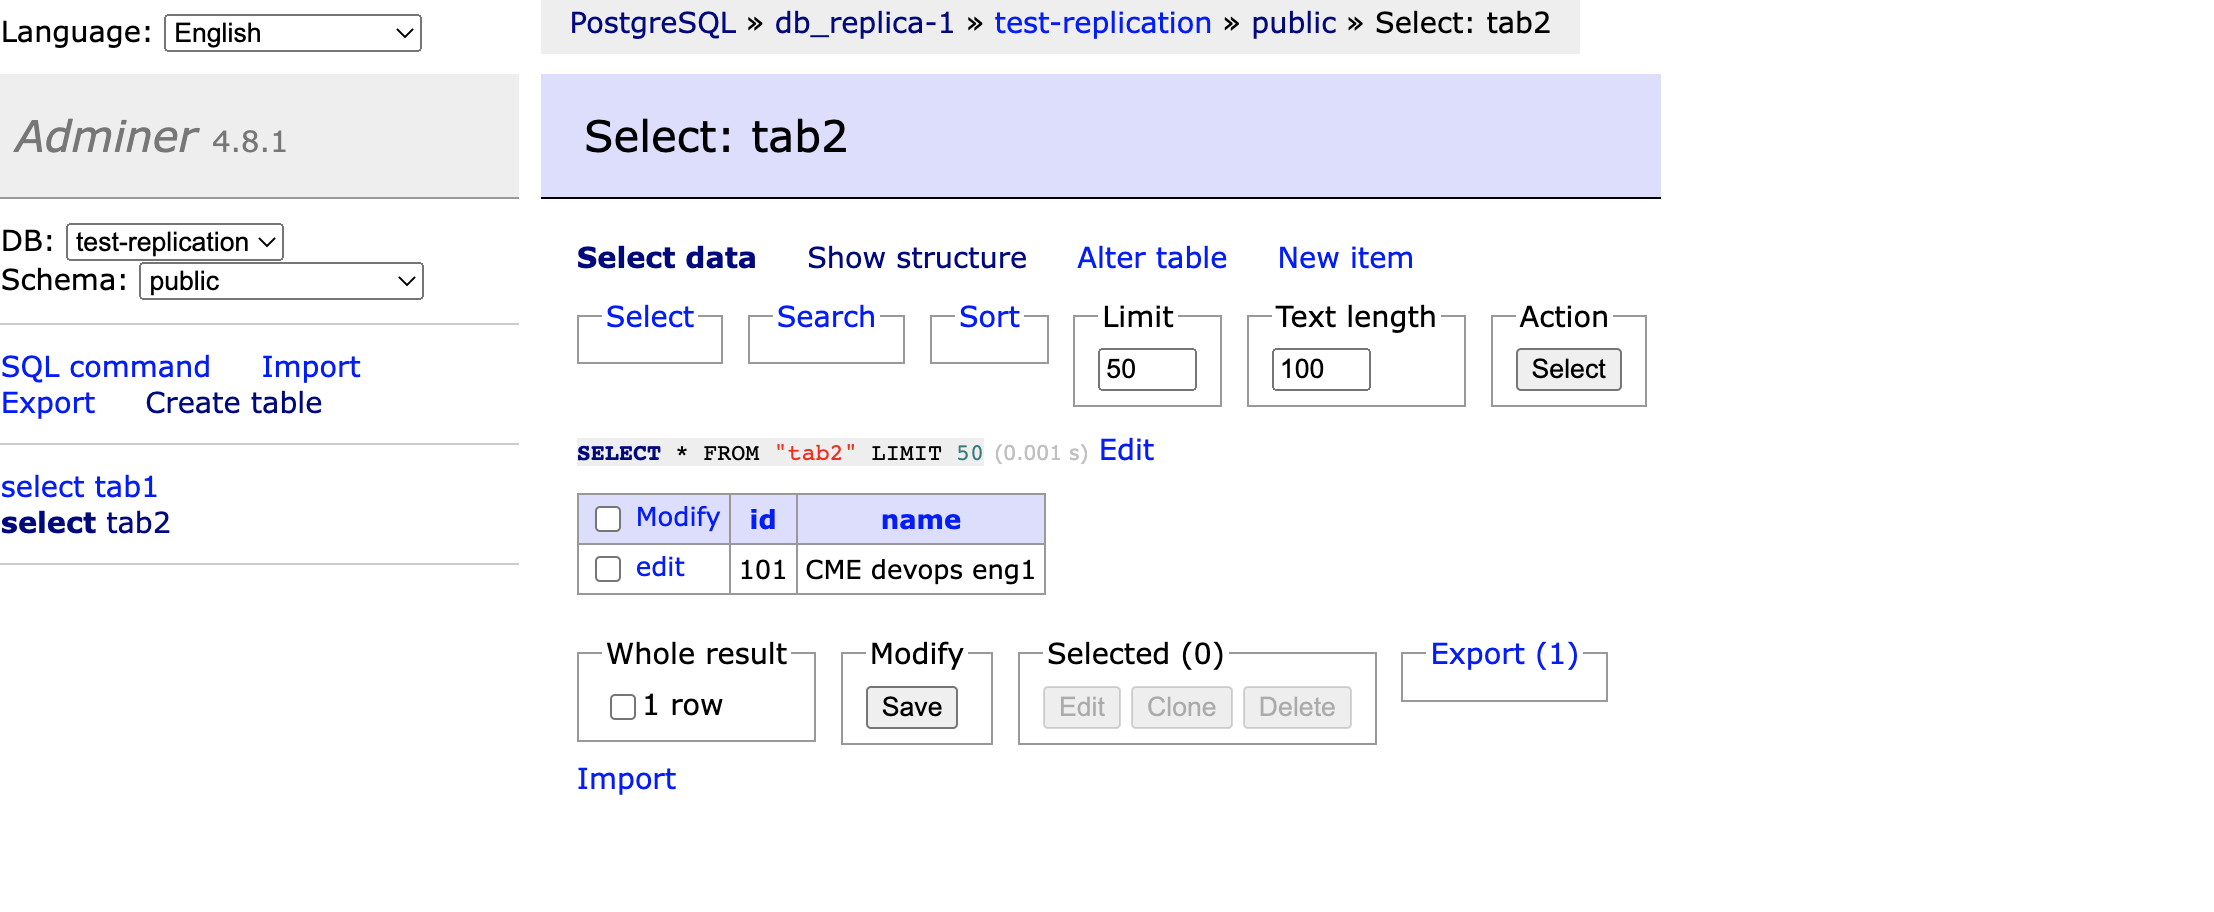 Language: English
PostgreSQL » db_replica-1 » test-replication » public » Select: tab2
Adminer 4.8.1
Select: tab2
DB: test-replication
Schema: public
Select data Show structure Alter table New item
Select Search Sort Limit Text length Action
50 100 Select
SQL command Import
Export Create table
SELECT * FROM "tab2" LIMIT 50 (0.001 s) Edit
select tab1
select tab2
Modify id name
edit 101 CME devops eng1
Whole result Modify Selected (0) Export (1)
1 row Save Edit Clone Delete
Import